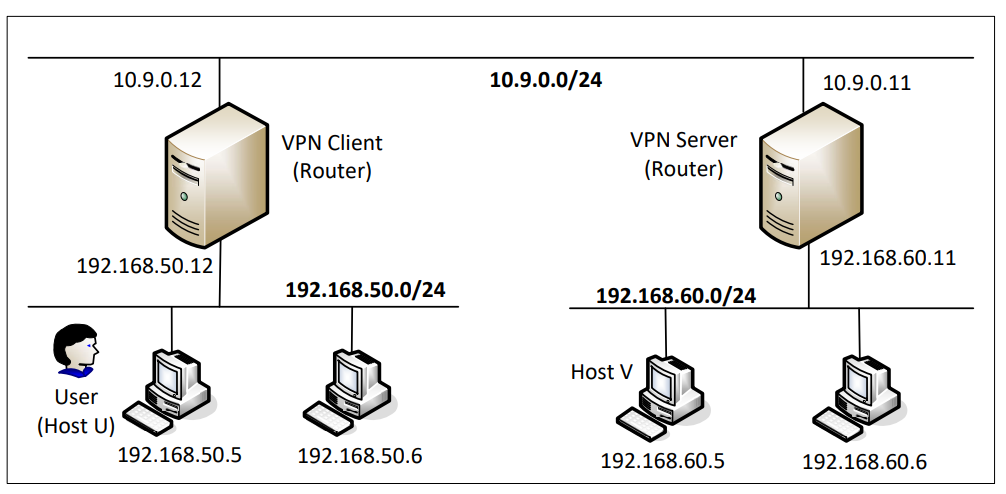 10.9.0.12
10.9.0.0/24
10.9.0.11
VPN Client
(Router)
VPN Server
(Router)
192.168.50.12
192.168.60.11
192.168.50.0/24
192.168.60.0/24
User
(Host U)
Host V
192.168.50.5
192.168.50.6
192.168.60.5
192.168.60.6